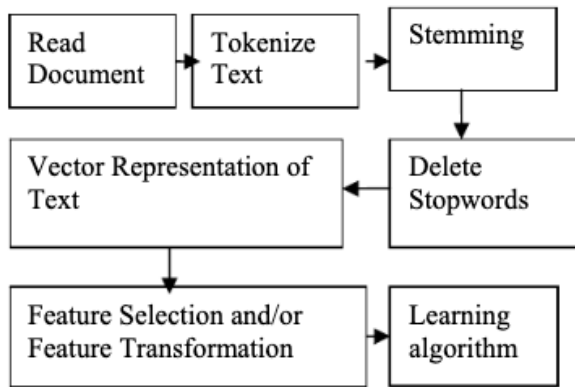 Read
Document
Tokenize
Text
Stemming
Vector Representation of
Text
Delete
Stopwords
Feature Selection and/or
Feature Transformation
Learning
algorithm